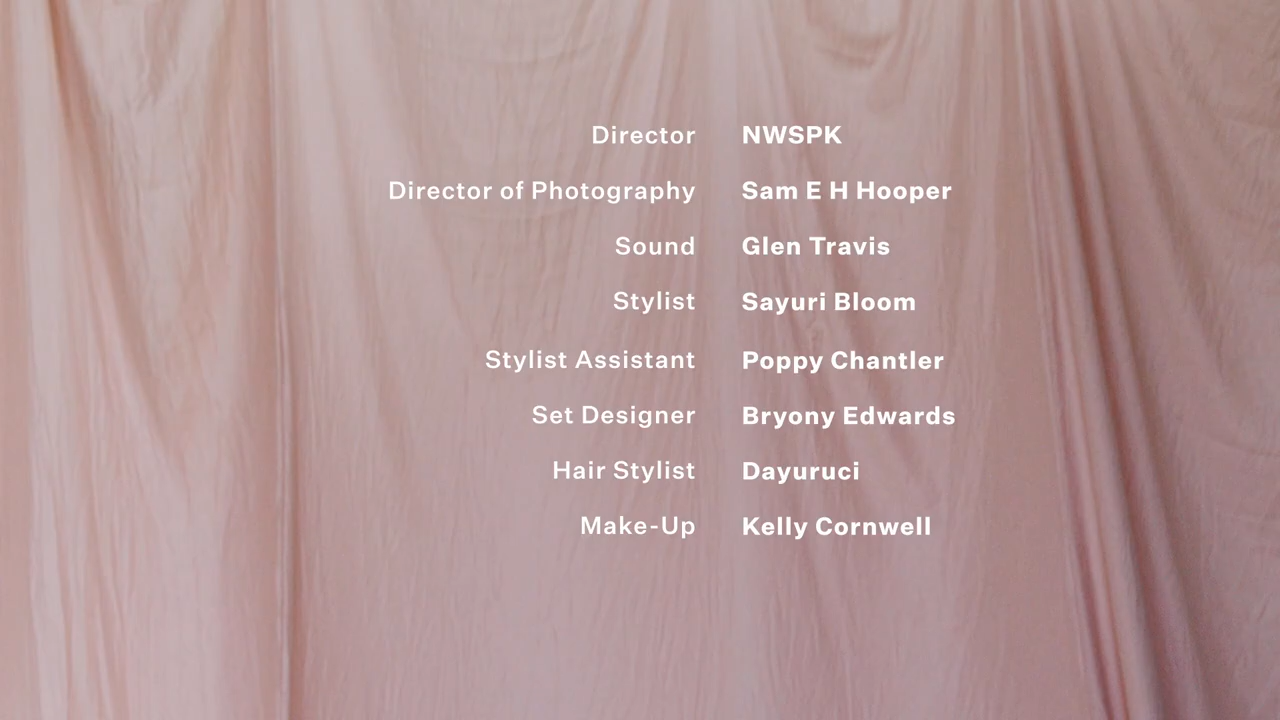 Director NWSPK
Director of Photography Sam E H Hooper
Sound Glen Travis
Stylist Sayuri Bloom
Stylist Assistant Poppy Chantler
Set Designer Bryony Edwards
Hair Stylist Dayuruci
Make-Up Kelly Cornwell